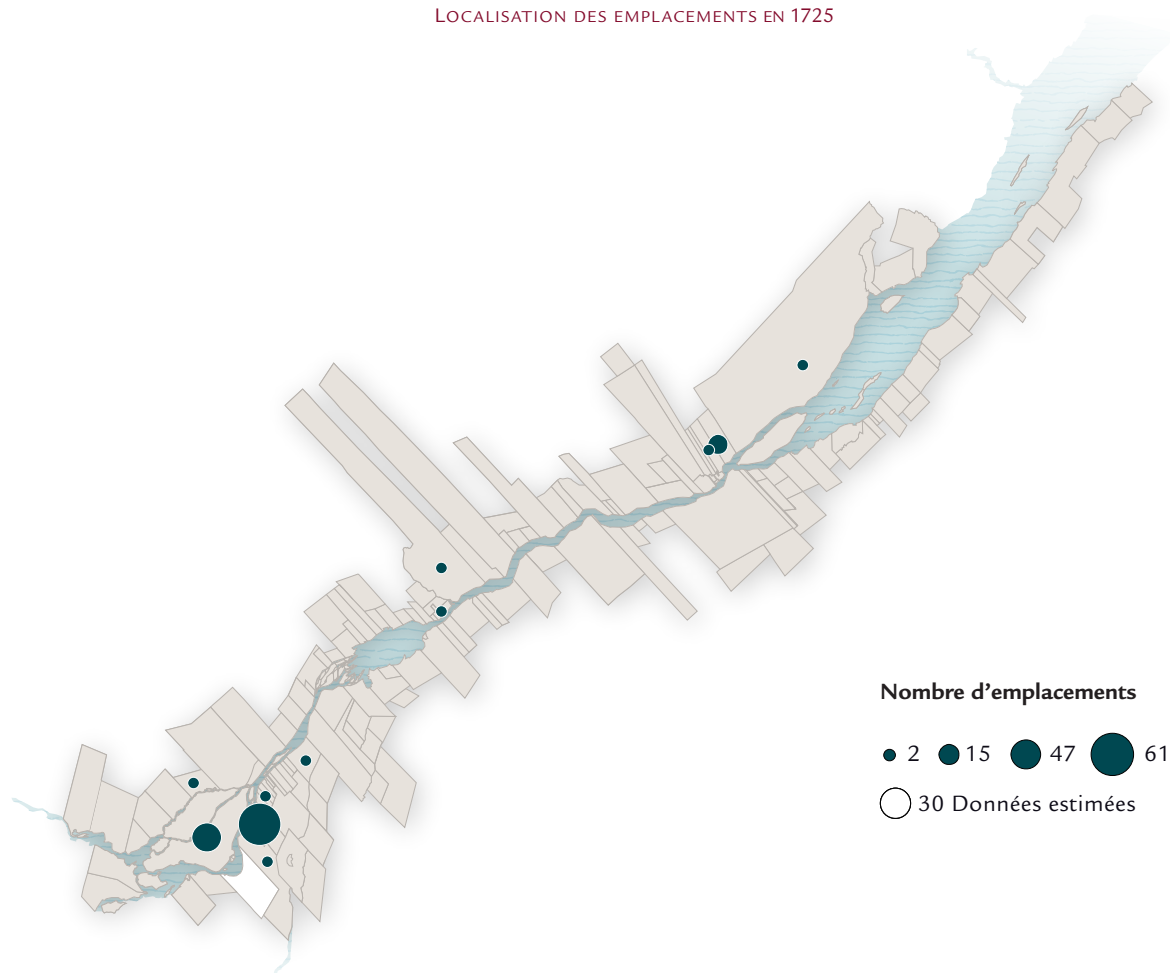 LOCALISATION DES EMPLACEMENTS EN 1725
Nombre d’emplacements
2 15 47 61
30 Données estimées